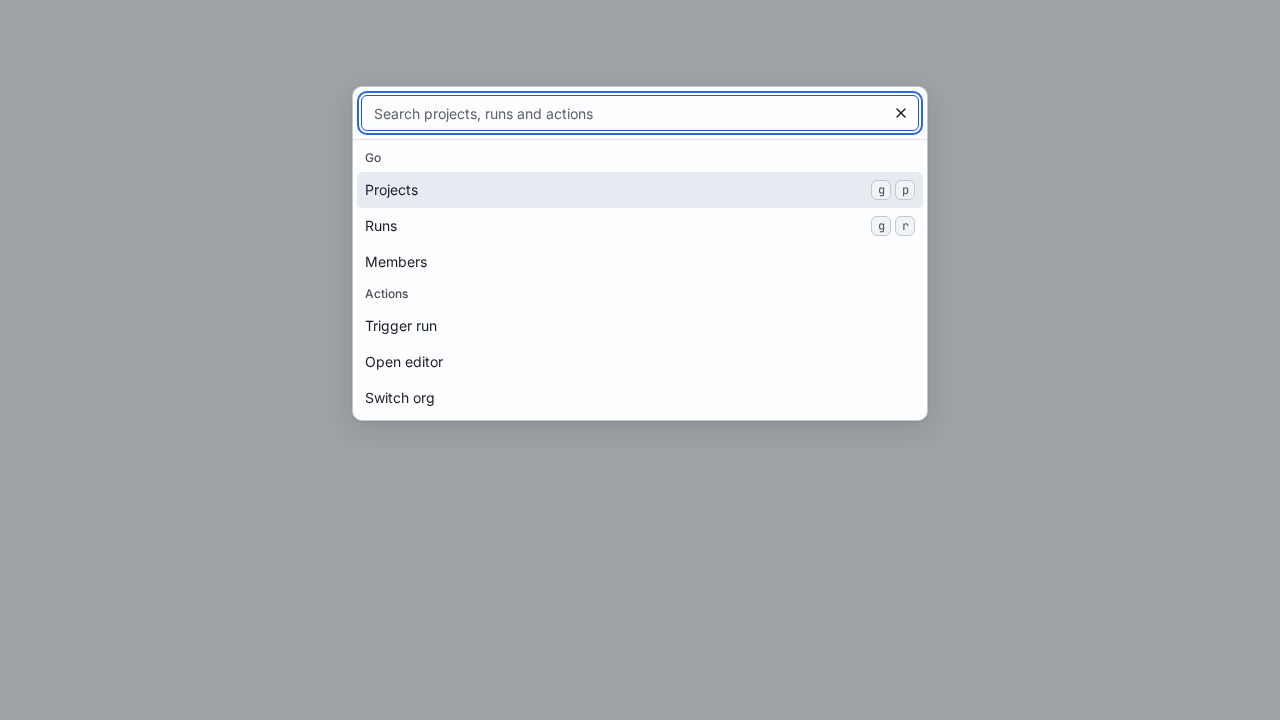 Search projects, runs and actions
Go
Projects g p
Runs g r
Members
Actions
Trigger run
Open editor
Switch org